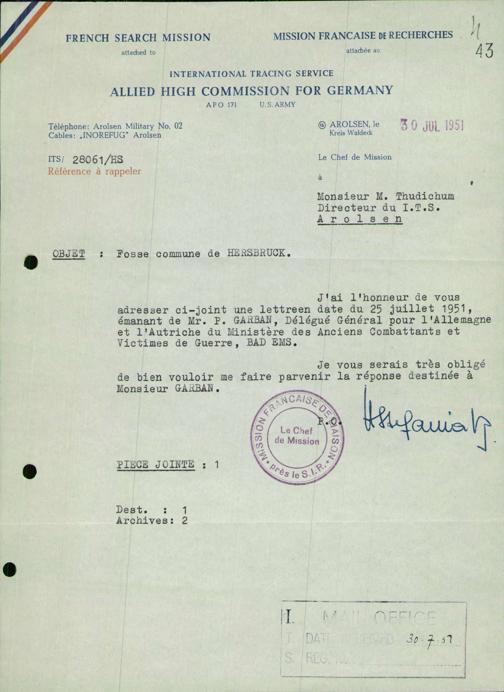 FRENCH SEARCH MISSION
attached to
MISSION FRANCAISE DE RECHERCHES
attachée au
43
INTERNATIONAL TRACING SERVICE
ALLIED HIGH COMMISSION FOR GERMANY
APO 171 U.S. ARMY
Téléphone: Arolsen Military No. 02
Cables: „INOREFUG" Arolsen
AROLSEN, le 30 JUL 1951
Kreis Waldeck
ITS/ 28061/HS
Référence à rappeler
Le Chef de Mission
à
Monsieur M. Thudichum
Directeur du I.T.S.
Arolsen
OBJET : Fosse commune de HERSBRUCK.
J'ai l'honneur de vous
adresser ci-joint une lettreen date du 25 juillet 1951,
émanant de Mr. P. GARBAN, Délégué Général pour l'Allemagne
et l'Autriche du Ministère des Anciens Combattants et
Victimes de Guerre, BAD EMS.
Je vous serais très obligé
de bien vouloir me faire parvenir la réponse destinée à
Monsieur GARBAN.
P.O.
MISSION FRANCAISE DE LIAISON
Le Chef
de Mission
près le S.I.R.
PIECE JOINTE : 1
Dest. : 1
Archives: 2
I. MAIL OFFICE
T. DATE 30-7-51
S. REG. No.